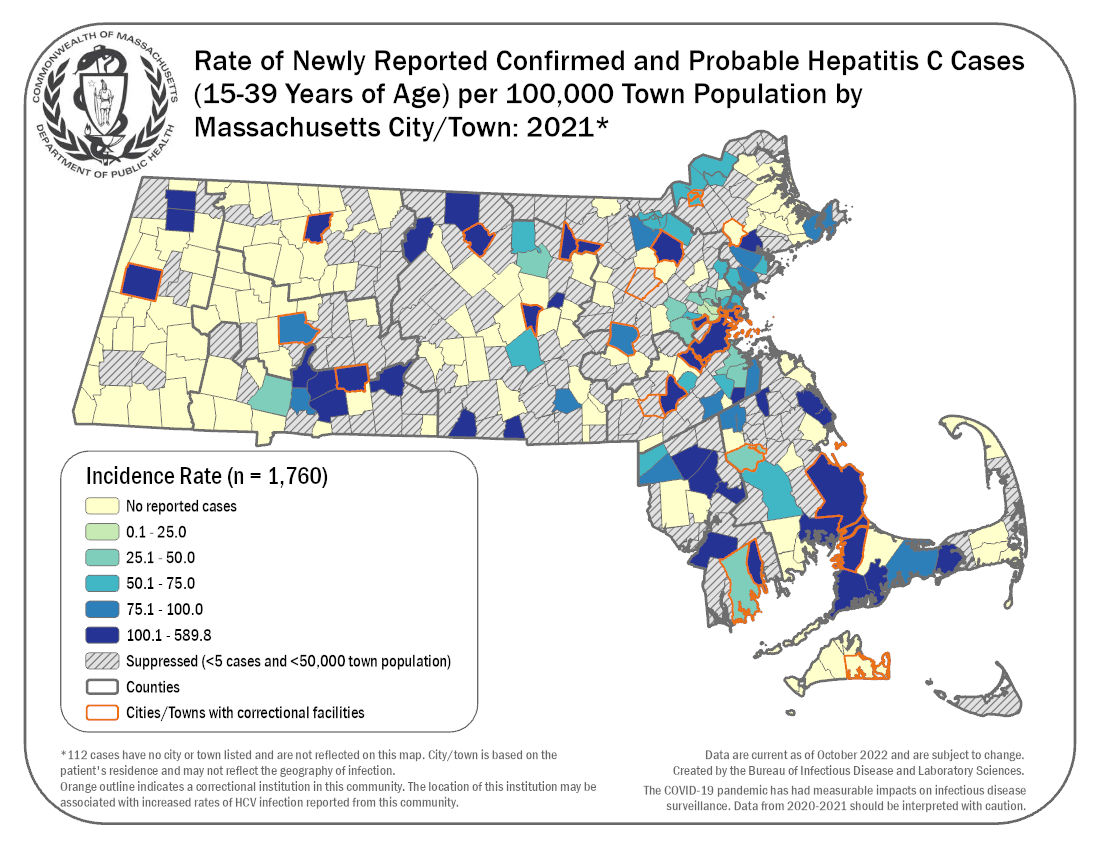 COMMONWEALTH OF MASSACHUSETTS
DEPARTMENT OF PUBLIC HEALTH
Rate of Newly Reported Confirmed and Probable Hepatitis C Cases
(15-39 Years of Age) per 100,000 Town Population by
Massachusetts City/Town: 2021*
Incidence Rate (n = 1,760)
No reported cases
0.1 - 25.0
25.1 - 50.0
50.1 - 75.0
75.1 - 100.0
100.1 - 589.8
Suppressed (<5 cases and <50,000 town population)
Counties
Cities/Towns with correctional facilities
*112 cases have no city or town listed and are not reflected on this map. City/town is based on the
patient's residence and may not reflect the geography of infection.
Orange outline indicates a correctional institution in this community. The location of this institution may be
associated with increased rates of HCV infection reported from this community.
Data are current as of October 2022 and are subject to change.
Created by the Bureau of Infectious Disease and Laboratory Sciences.
The COVID-19 pandemic has had measurable impacts on infectious disease
surveillance. Data from 2020-2021 should be interpreted with caution.